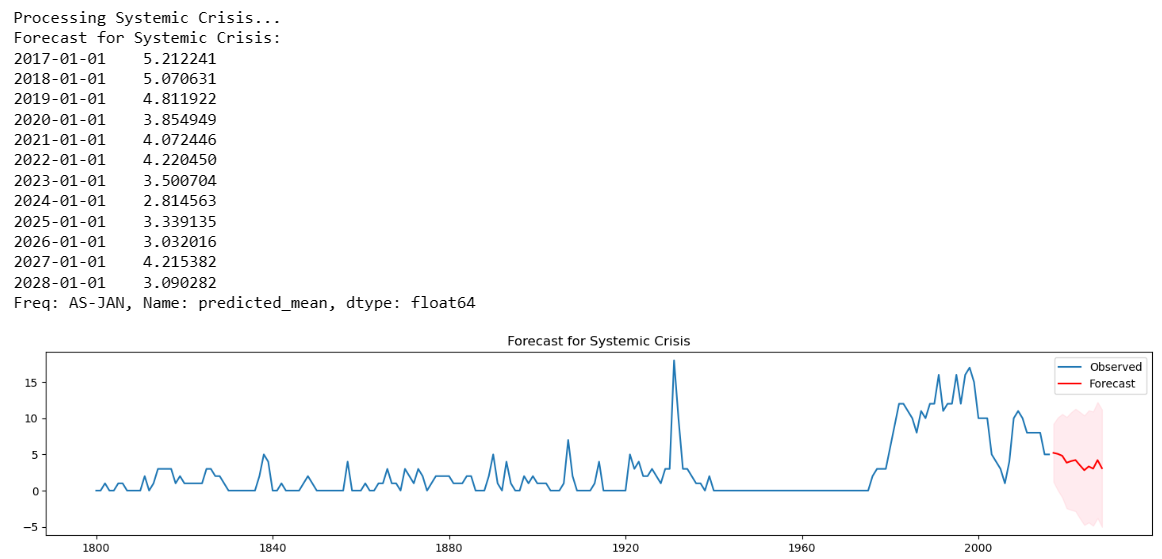 Processing Systemic Crisis...
Forecast for Systemic Crisis:
2017-01-01    5.212241
2018-01-01    5.070631
2019-01-01    4.811922
2020-01-01    3.854949
2021-01-01    4.072446
2022-01-01    4.220450
2023-01-01    3.500704
2024-01-01    2.814563
2025-01-01    3.339135
2026-01-01    3.032016
2027-01-01    4.215382
2028-01-01    3.090282
Freq: AS-JAN, Name: predicted_mean, dtype: float64
Forecast for Systemic Crisis
Observed
Forecast
15
10
5
0
−5
1800 1840 1880 1920 1960 2000